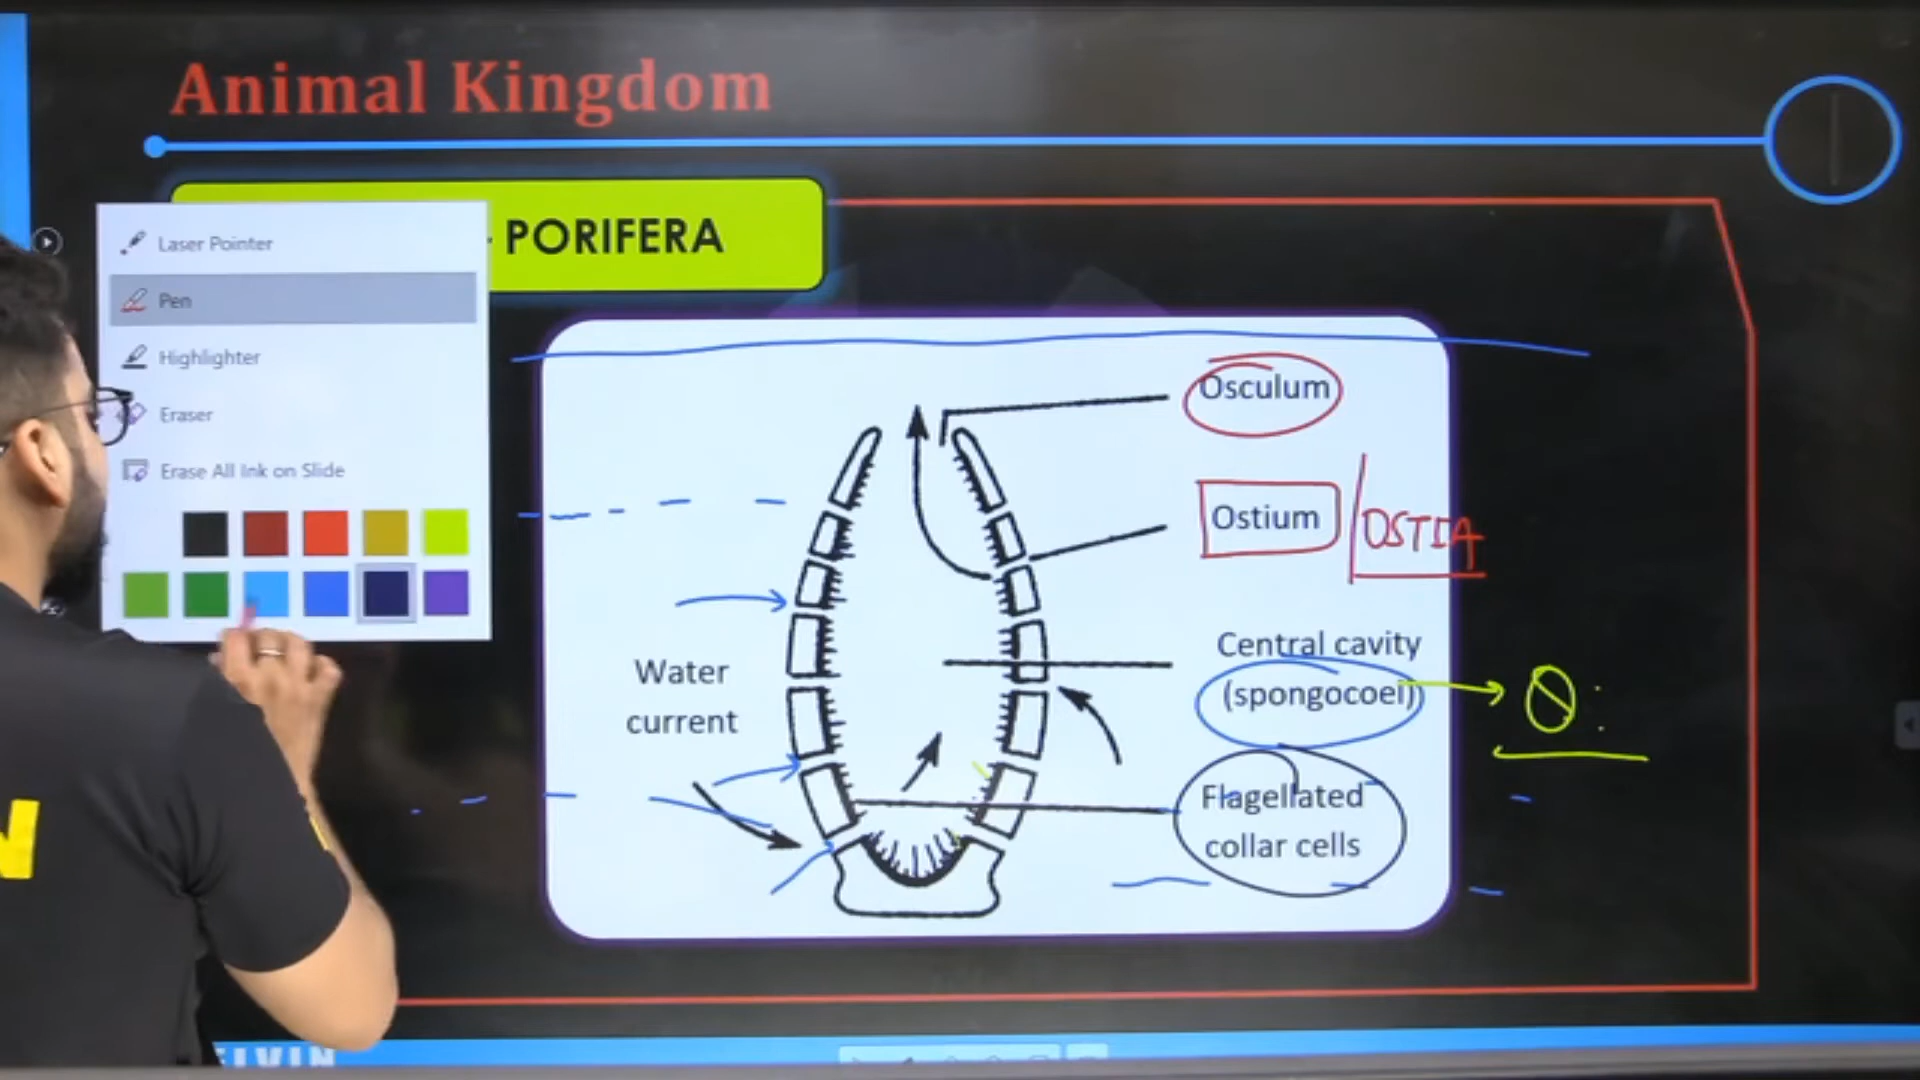 Animal Kingdom
PORIFERA
Laser Pointer
Pen
Highlighter
Eraser
Erase All Ink on Slide
Osculum
Ostium
OSTIA
Central cavity
(spongocoel)
Water
current
Flagellated
collar cells